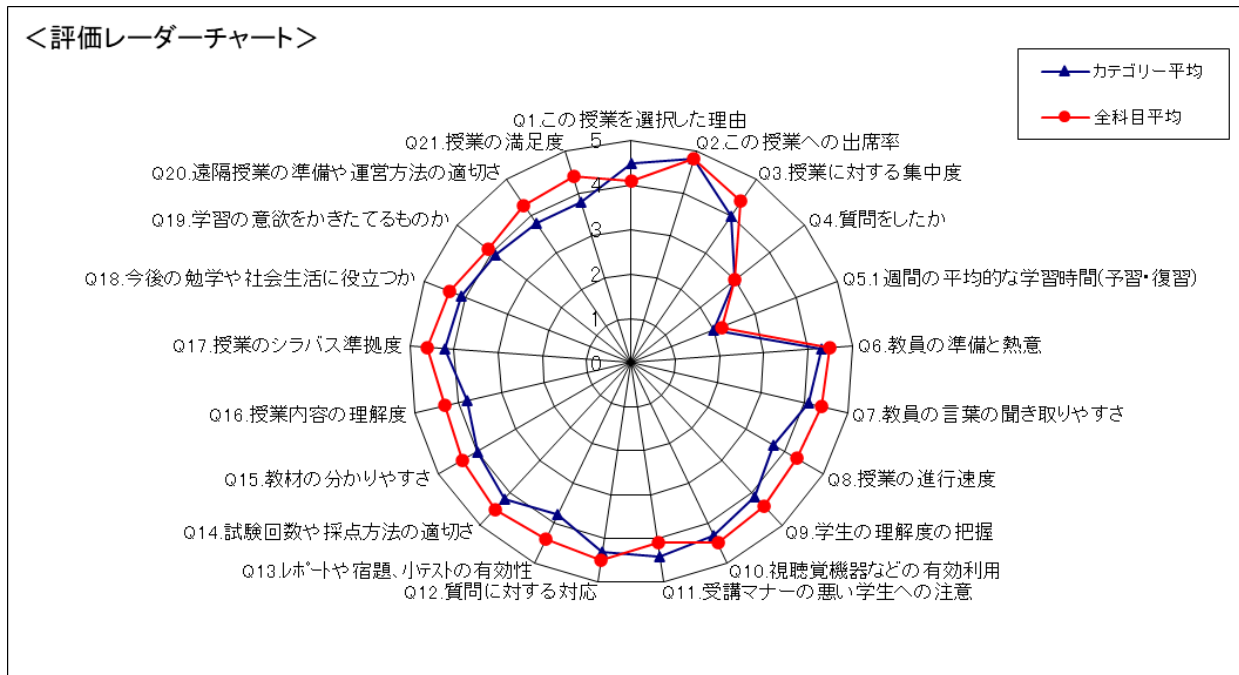 ＜評価レーダーチャート＞
カテゴリー平均
全科目平均
Q1.この授業を選択した理由
Q2.この授業への出席率
Q3.授業に対する集中度
Q4.質問をしたか
Q5.1週間の平均的な学習時間(予習・復習)
Q6.教員の準備と熱意
Q7.教員の言葉の聞き取りやすさ
Q8.授業の進行速度
Q9.学生の理解度の把握
Q10.視聴覚機器などの有効利用
Q11.受講マナーの悪い学生への注意
Q12.質問に対する対応
Q13.レポートや宿題、小テストの有効性
Q14.試験回数や採点方法の適切さ
Q15.教材の分かりやすさ
Q16.授業内容の理解度
Q17.授業のシラバス準拠度
Q18.今後の勉学や社会生活に役立つか
Q19.学習の意欲をかきたてるものか
Q20.遠隔授業の準備や運営方法の適切さ
Q21.授業の満足度
5
4
3
2
1
0